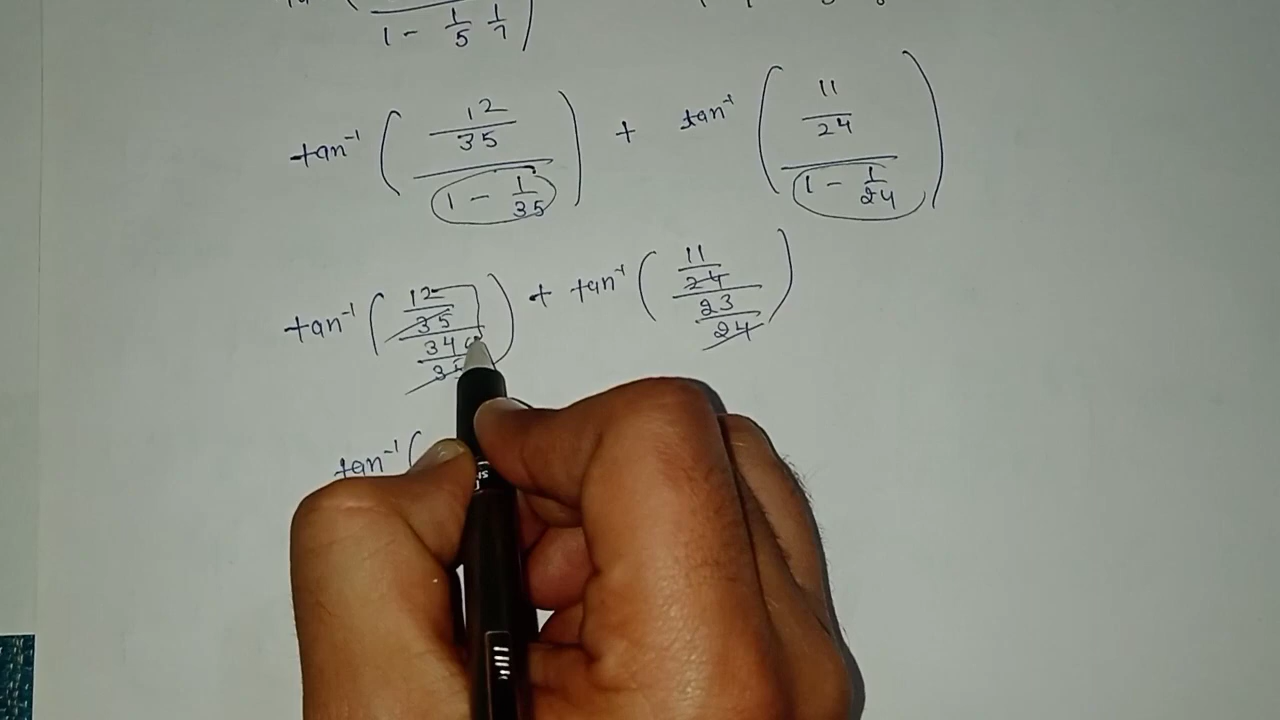 1 - 1/5 1/7
tan⁻¹ ( (12/35) / (1 - 1/35) ) + tan⁻¹ ( (11/24) / (1 - 1/24) )
tan⁻¹ ( (12/35) / (34/35) ) + tan⁻¹ ( (11/24) / (23/24) )
tan⁻¹ (